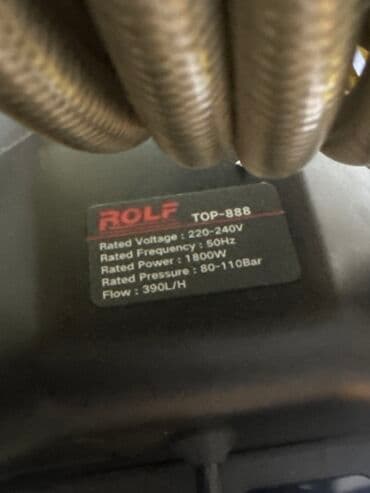 ROLF TOP-888
Rated Voltage : 220-240V
Rated Frequency : 50Hz
Rated Power : 1800W
Rated Pressure : 80-110Bar
Flow : 390L/H